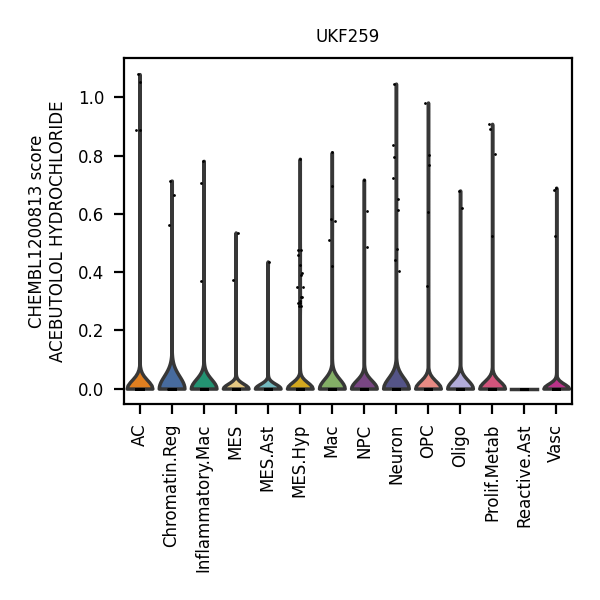 UKF259
CHEMBL1200813 score
ACEBUTOLOL HYDROCHLORIDE
1.0
0.8
0.6
0.4
0.2
0.0
AC
Chromatin.Reg
Inflammatory.Mac
MES
MES.Ast
MES.Hyp
Mac
NPC
Neuron
OPC
Oligo
Prolif.Metab
Reactive.Ast
Vasc